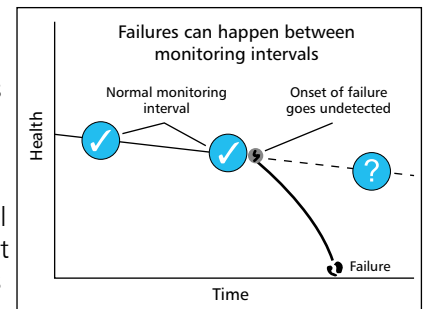 Failures can happen between
monitoring intervals
Normal monitoring
interval
Onset of failure
goes undetected
Health
?
Failure
Time